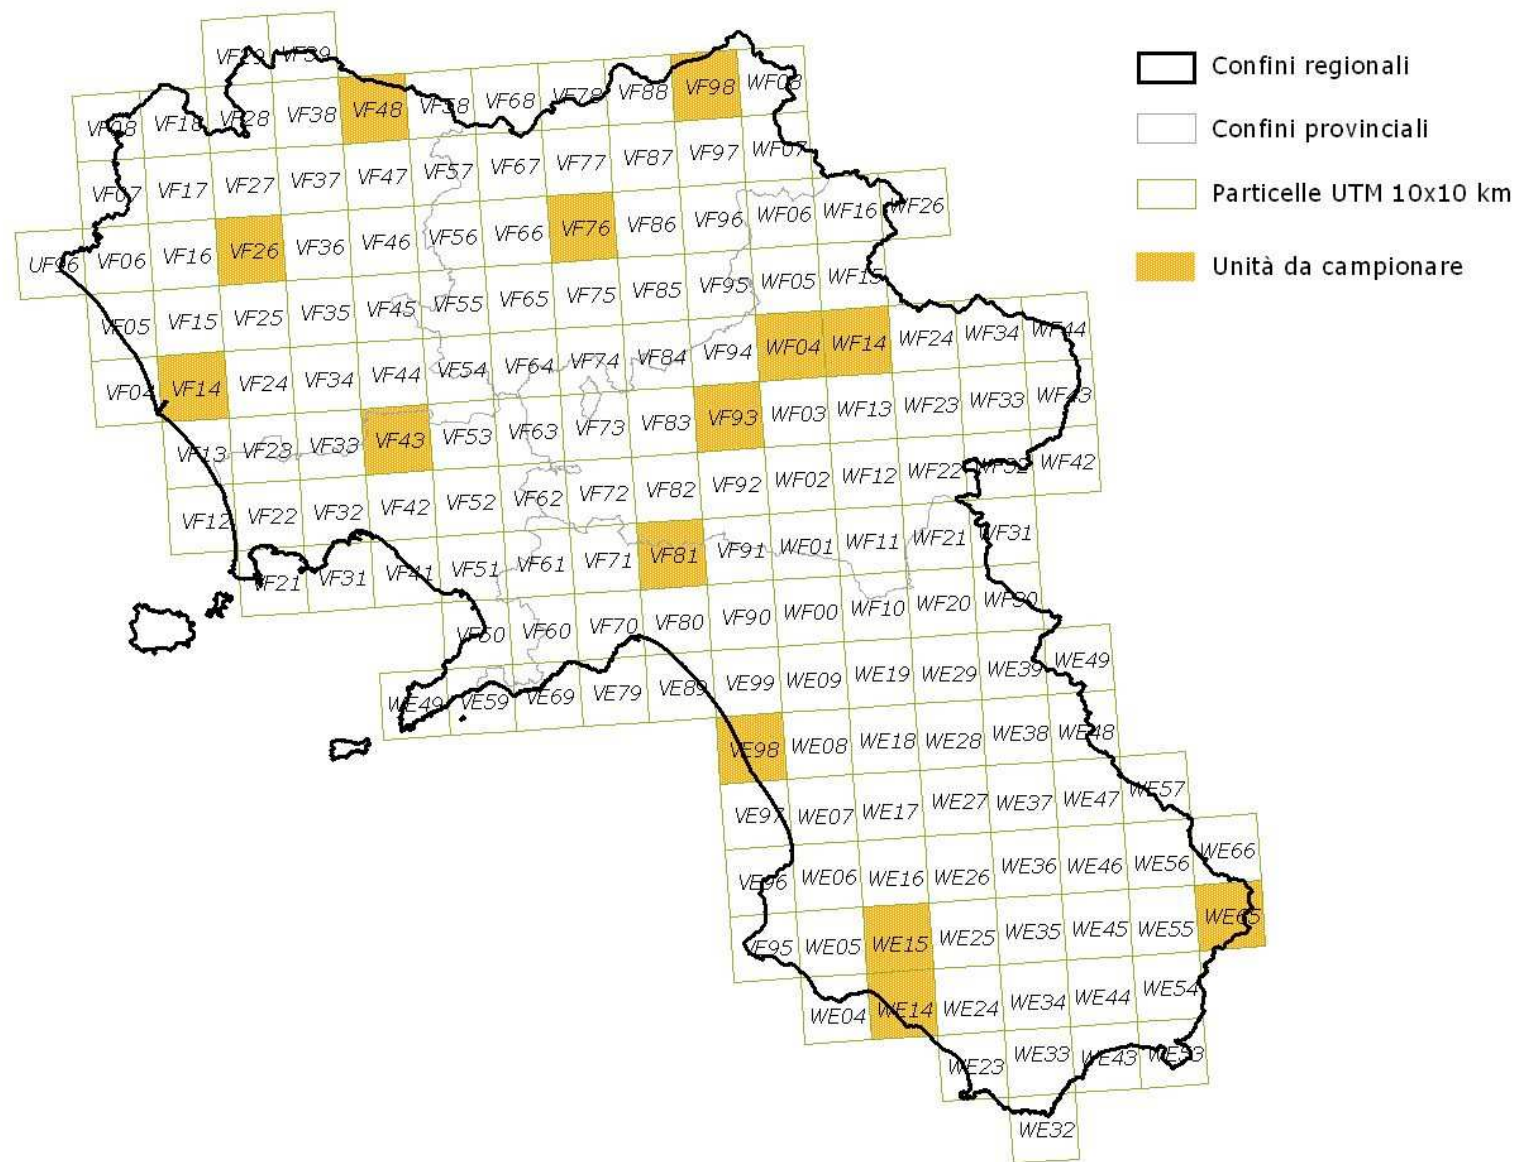 VF29 VF39
VF08 VF18 VF28 VF38 VF48 VF58 VF68 VF78 VF88 VF98 WF08
VF07 VF17 VF27 VF37 VF47 VF57 VF67 VF77 VF87 VF97 WF07
UF96 VF06 VF16 VF26 VF36 VF46 VF56 VF66 VF76 VF86 VF96 WF06 WF16 WF26
VF05 VF15 VF25 VF35 VF45 VF55 VF65 VF75 VF85 VF95 WF05 WF15
VF04 VF14 VF24 VF34 VF44 VF54 VF64 VF74 VF84 VF94 WF04 WF14 WF24 WF34 WF44
VF13 VF23 VF33 VF43 VF53 VF63 VF73 VF83 VF93 WF03 WF13 WF23 WF33 WF43
VF12 VF22 VF32 VF42 VF52 VF62 VF72 VF82 VF92 WF02 WF12 WF22 WF32 WF42
VF21 VF31 VF41 VF51 VF61 VF71 VF81 VF91 WF01 WF11 WF21 WF31
VF50 VF60 VF70 VF80 VF90 WF00 WF10 WF20 WF30
WE49 VE59 VE69 VE79 VE89 VE99 WE09 WE19 WE29 WE39 WE49
VE98 WE08 WE18 WE28 WE38 WE48
VE97 WE07 WE17 WE27 WE37 WE47 WE57
VE96 WE06 WE16 WE26 WE36 WE46 WE56 WE66
VE95 WE05 WE15 WE25 WE35 WE45 WE55 WE65
WE04 WE14 WE24 WE34 WE44 WE54
WE23 WE33 WE43 WE53
WE32
Confini regionali
Confini provinciali
Particelle UTM 10x10 km
Unità da campionare